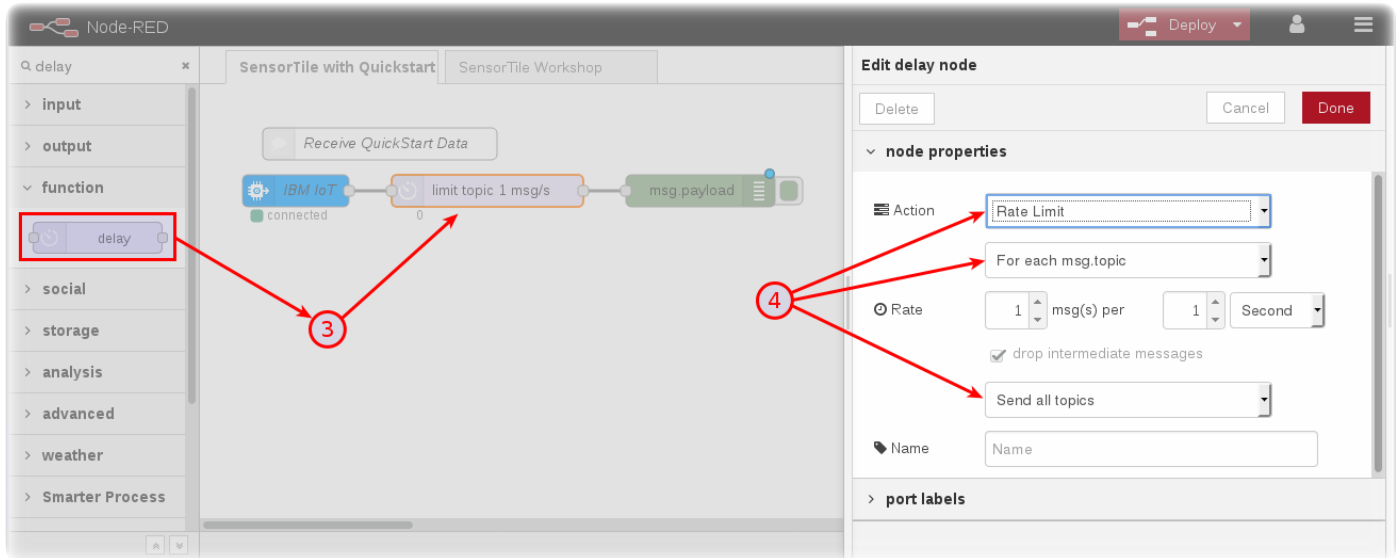 Node-RED
Deploy
delay
input
output
function
delay
social
storage
analysis
advanced
weather
Smarter Process
SensorTile with Quickstart
SensorTile Workshop
Receive QuickStart Data
IBM IoT
limit topic 1 msg/s
msg.payload
connected
0
3
4
Edit delay node
Delete
Cancel
Done
node properties
Action
Rate Limit
For each msg.topic
Rate
1 msg(s) per 1 Second
drop intermediate messages
Send all topics
Name
Name
port labels